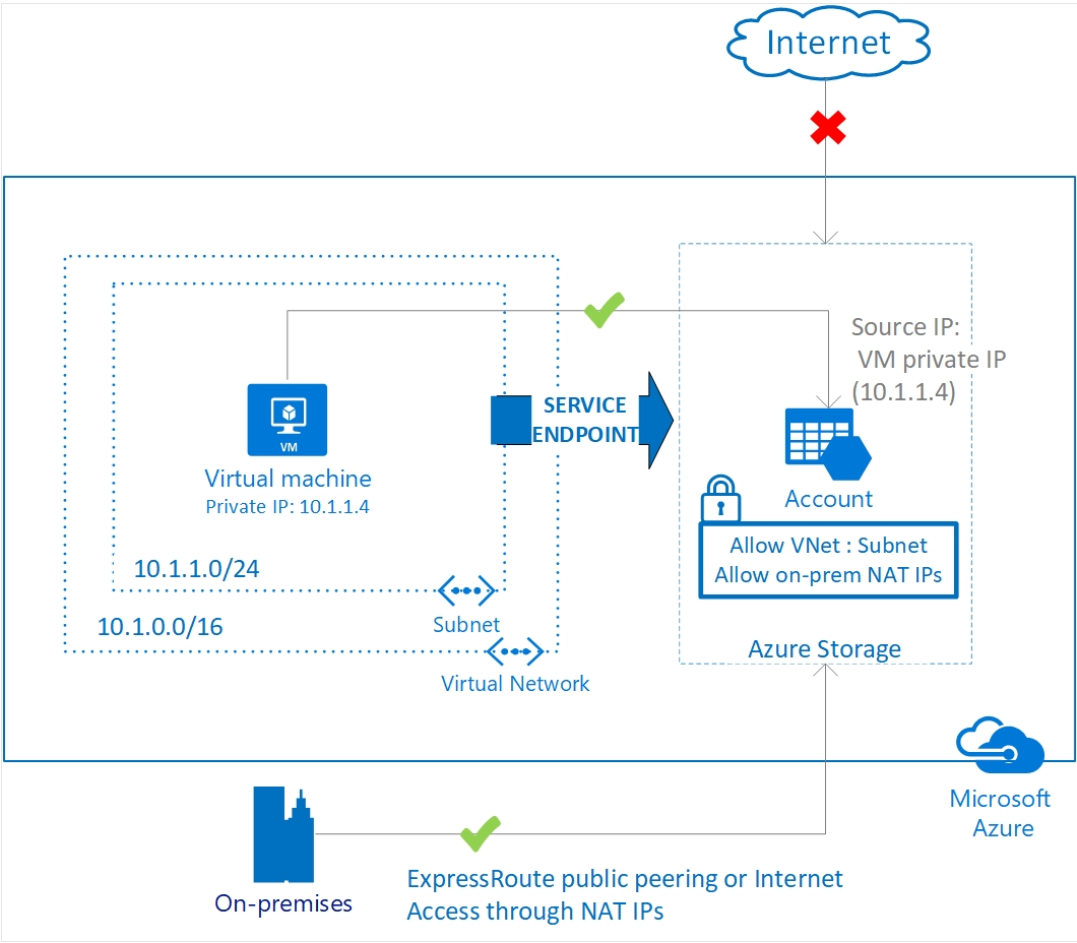 Internet
Source IP:
VM private IP
(10.1.1.4)
SERVICE
ENDPOINT
VM
Virtual machine
Private IP: 10.1.1.4
Account
Allow VNet : Subnet
Allow on-prem NAT IPs
10.1.1.0/24
10.1.0.0/16
Subnet
Azure Storage
Virtual Network
Microsoft
Azure
On-premises
ExpressRoute public peering or Internet
Access through NAT IPs